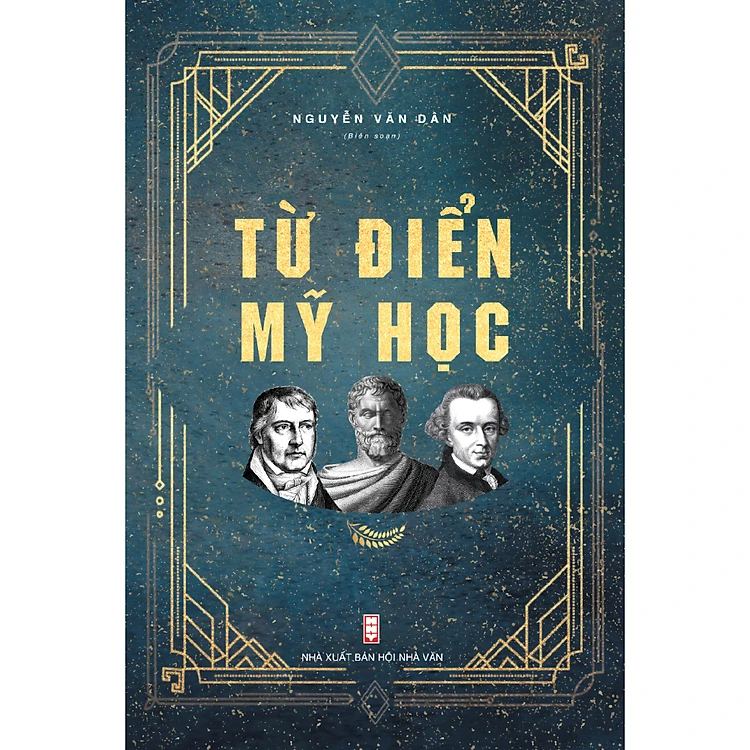 NGUYỄN VĂN DÂN
(Biên soạn)
TỪ ĐIỂN
MỸ HỌC
NHÀ XUẤT BẢN HỘI NHÀ VĂN